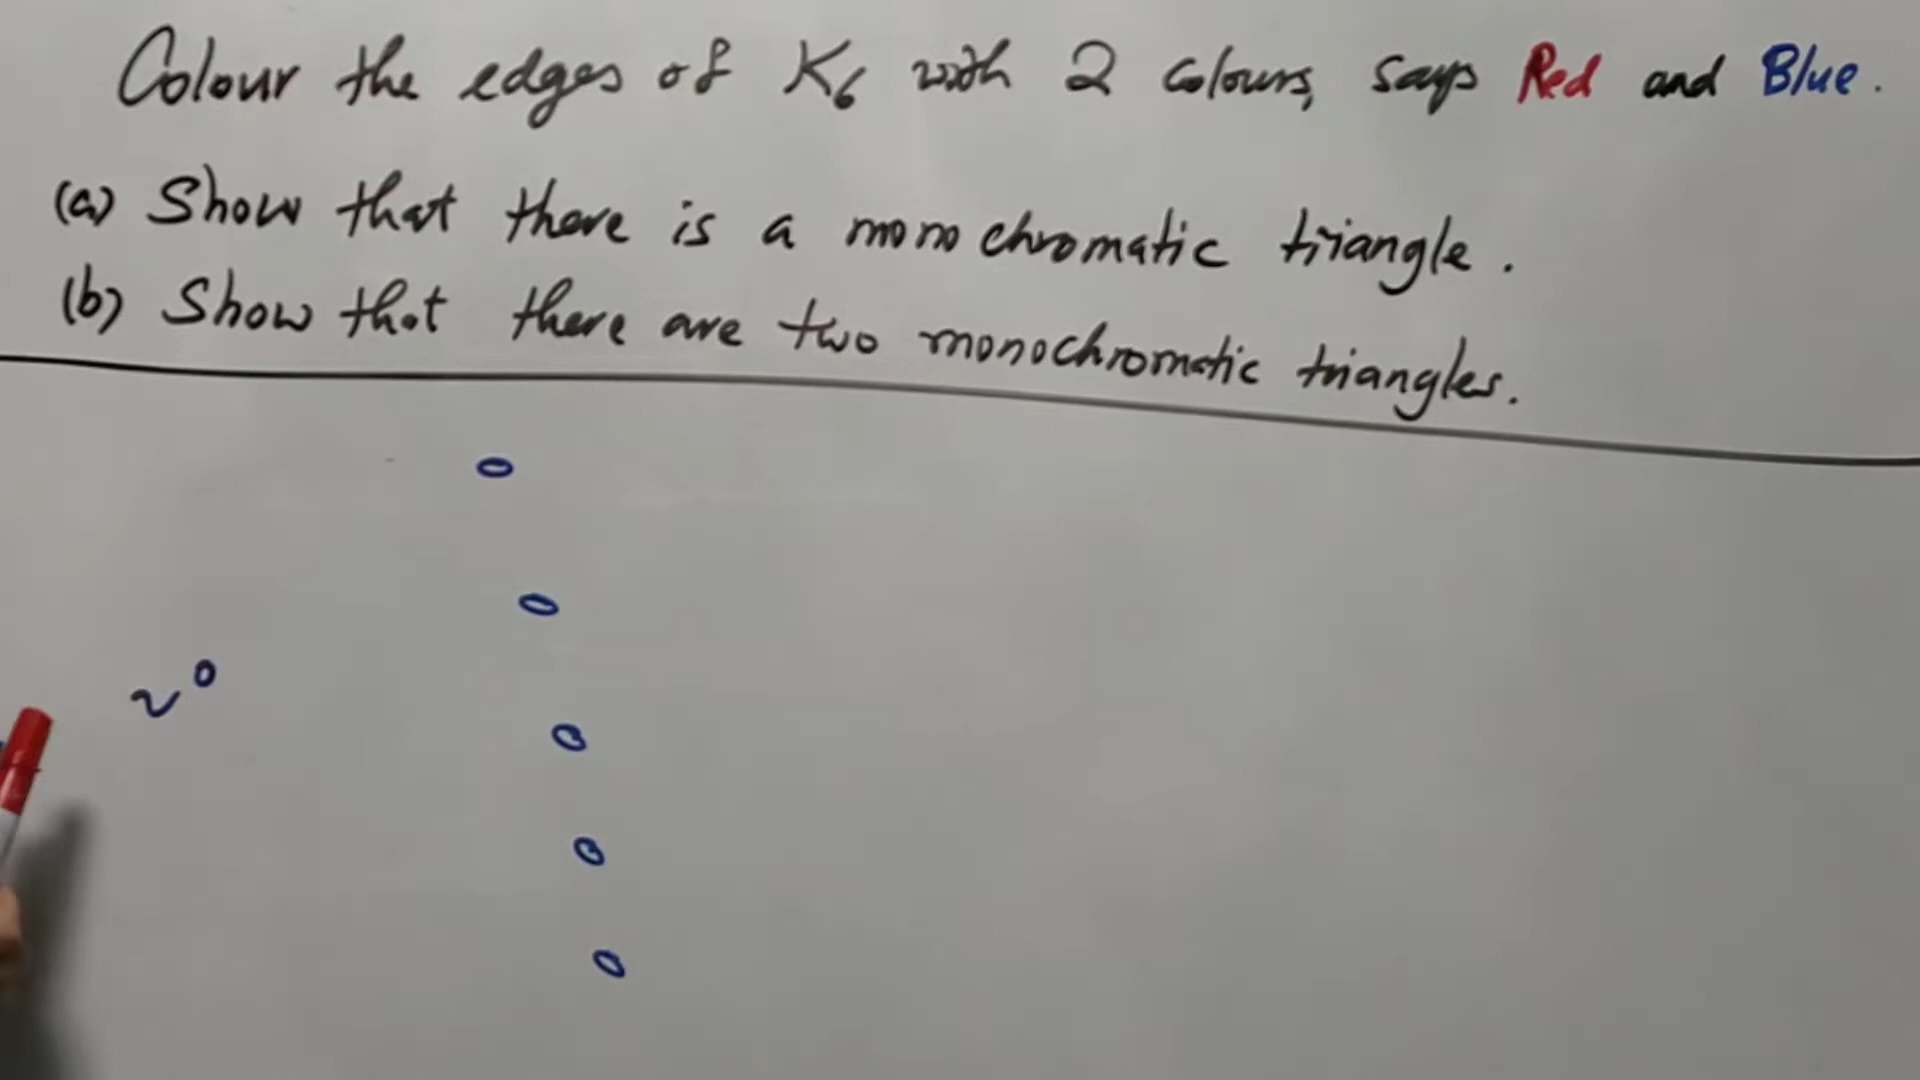 Colour the edges of K6 with 2 colours, says Red and Blue.
(a) Show that there is a monochromatic triangle.
(b) Show that there are two monochromatic triangles.
v